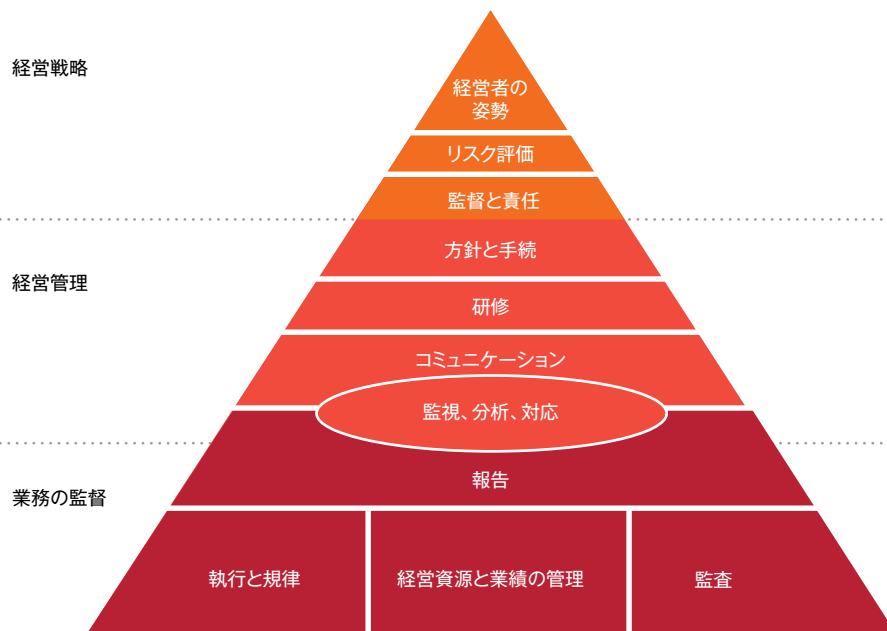 経営戦略
経営者の
姿勢
リスク評価
監督と責任
方針と手続
経営管理
研修
コミュニケーション
監視、分析、対応
報告
業務の監督
執行と規律
経営資源と業績の管理
監査